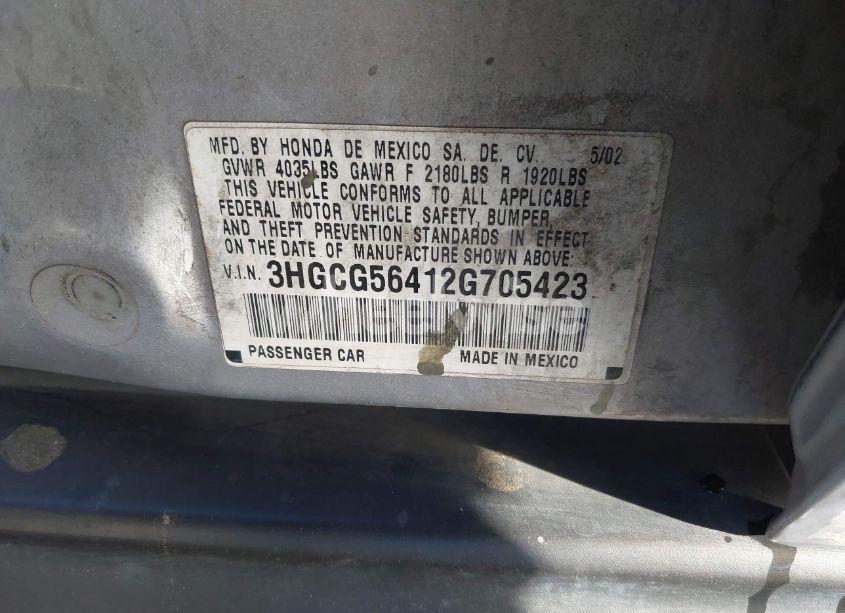 MFD. BY HONDA DE MEXICO SA. DE. CV. 5/02
GVWR 4035LBS GAWR F 2180LBS R 1920LBS
THIS VEHICLE CONFORMS TO ALL APPLICABLE
FEDERAL MOTOR VEHICLE SAFETY, BUMPER,
AND THEFT PREVENTION STANDARDS IN EFFECT
ON THE DATE OF MANUFACTURE SHOWN ABOVE:
V.I.N. 3HGCG56412G705423
PASSENGER CAR MADE IN MEXICO